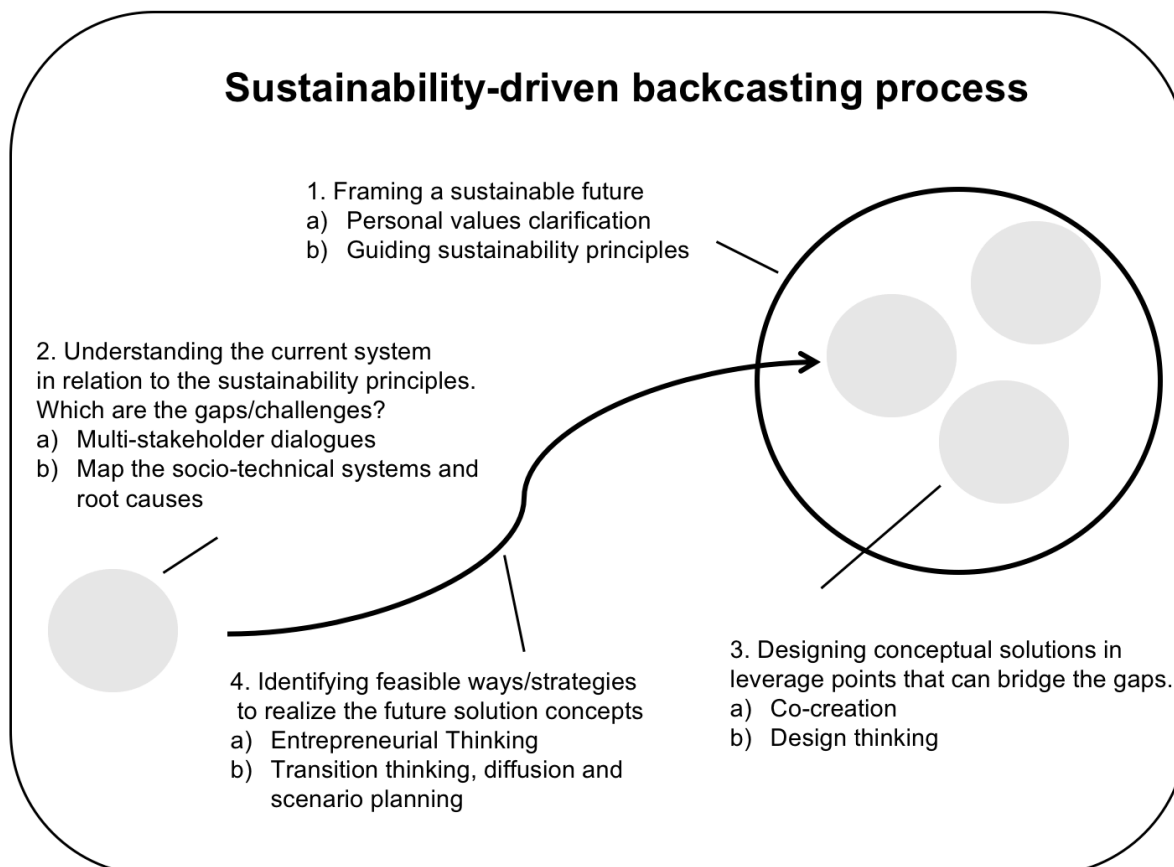 Sustainability-driven backcasting process
1. Framing a sustainable future
a) Personal values clarification
b) Guiding sustainability principles
2. Understanding the current system
in relation to the sustainability principles.
Which are the gaps/challenges?
a) Multi-stakeholder dialogues
b) Map the socio-technical systems and
root causes
3. Designing conceptual solutions in
leverage points that can bridge the gaps.
a) Co-creation
b) Design thinking
4. Identifying feasible ways/strategies
to realize the future solution concepts
a) Entrepreneurial Thinking
b) Transition thinking, diffusion and
scenario planning